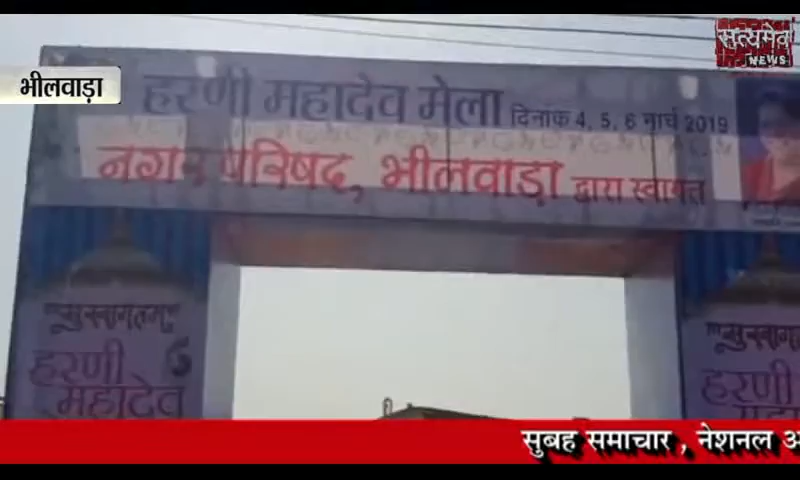 सत्यमेव
NEWS
भीलवाड़ा
हरणी महादेव मेला दिनांक 4, 5, 6 मार्च 2019
नगर परिषद, भीलवाड़ा द्वारा स्वागत
"सुस्वागतम"
हरणी
महादेव
"सुस्वागतम
हरणी
महादेव
सुबह समाचार , नेशनल